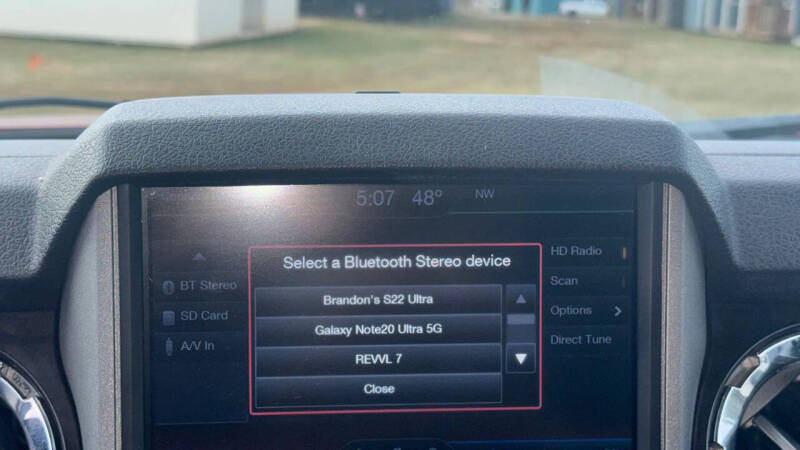 5:07 48° NW
Select a Bluetooth Stereo device
Brandon's S22 Ultra
Galaxy Note20 Ultra 5G
REVVL 7
Close
BT Stereo
SD Card
A/V In
HD Radio
Scan
Options
Direct Tune